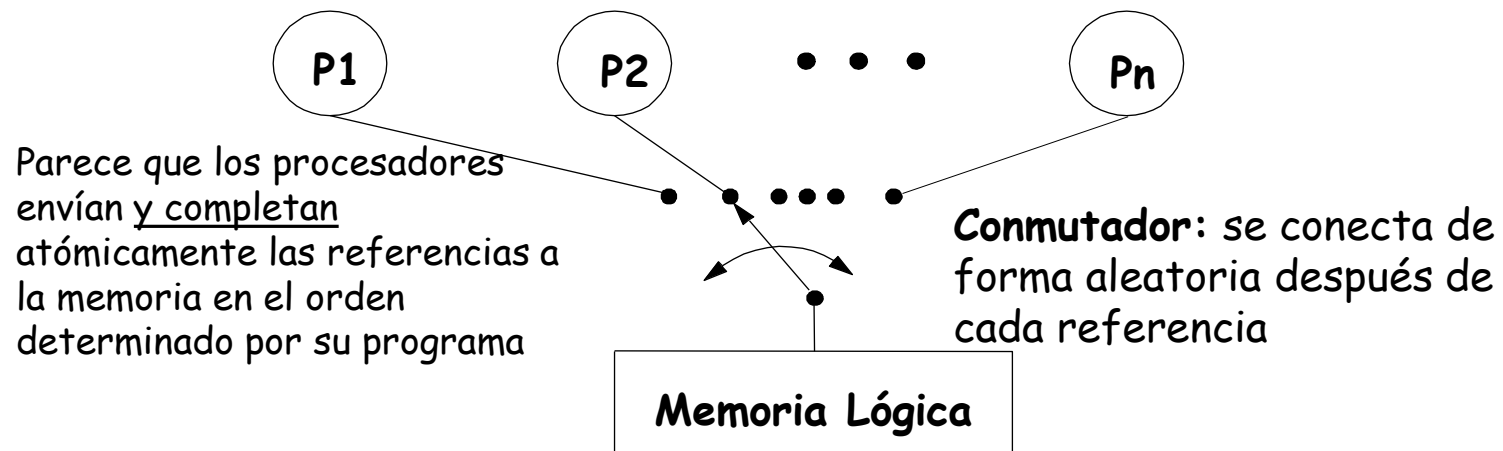 P1
P2
Pn
Parece que los procesadores
envían y completan
atómicamente las referencias a
la memoria en el orden
determinado por su programa
Conmutador: se conecta de
forma aleatoria después de
cada referencia
Memoria Lógica